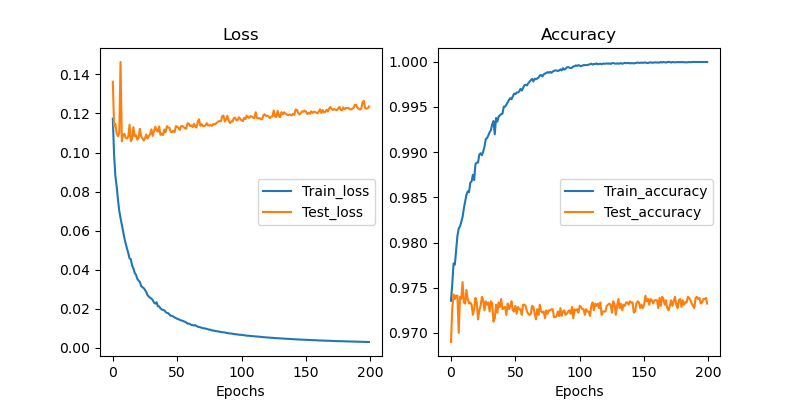 Loss
0.14
0.12
0.10
0.08
0.06
0.04
0.02
0.00
Train_loss
Test_loss
0 50 100 150 200
Epochs
Accuracy
1.000
0.995
0.990
0.985
0.980
0.975
0.970
Train_accuracy
Test_accuracy
0 50 100 150 200
Epochs